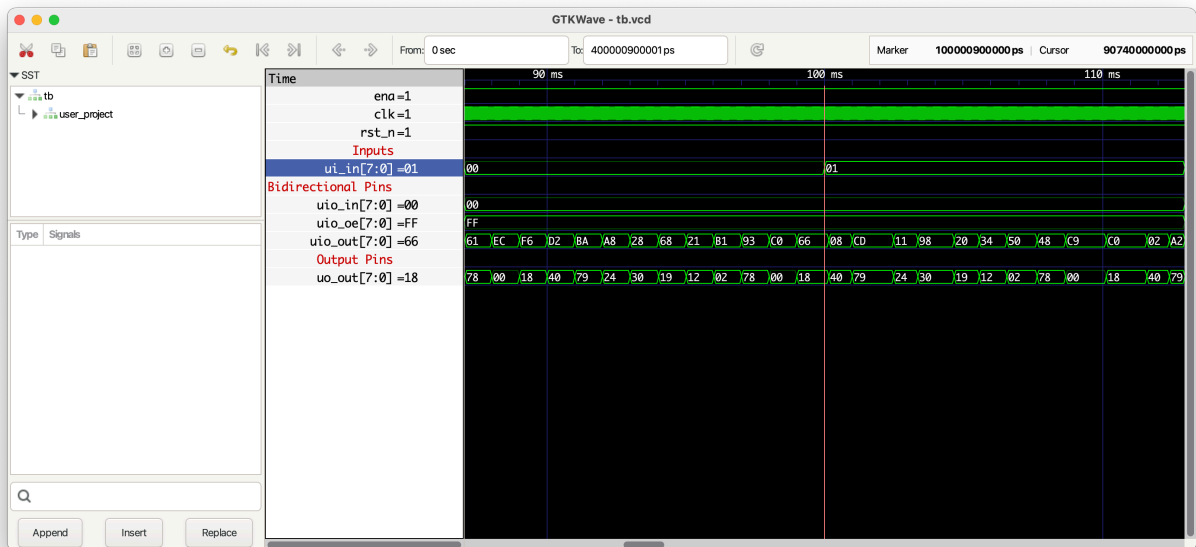 GTKWave - tb.vcd
From: 0 sec To: 400000900001 ps Marker 100000900000 ps | Cursor 90740000000 ps
SST
tb
user_project
Type Signals
Append Insert Replace
Time 90 ms 100 ms 110 ms
ena=1
clk=1
rst_n=1
Inputs
ui_in[7:0] =01 00 01
Bidirectional Pins
uio_in[7:0] =00 00
uio_oe[7:0] =FF FF
uio_out[7:0] =66 61 EC F6 D2 BA A8 28 68 21 B1 93 C0 66 08 CD 11 98 20 34 50 48 C9 C0 02 A2
Output Pins
uo_out[7:0] =18 78 00 18 40 79 24 30 19 12 02 78 00 18 40 79 24 30 19 12 02 78 00 18 40 79